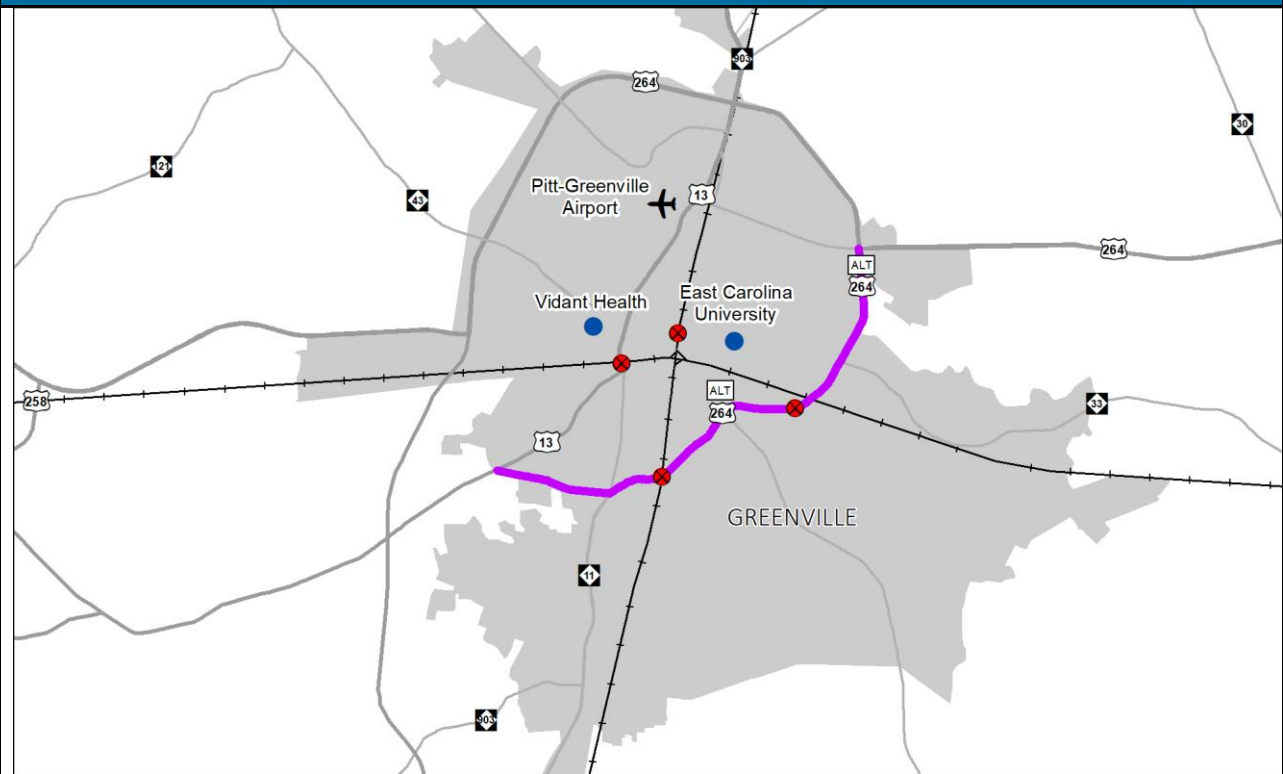 903
264
30
121
Pitt-Greenville
Airport
13
43
264
ALT
264
Vidant Health
East Carolina
University
ALT
264
258
33
13
GREENVILLE
11
903